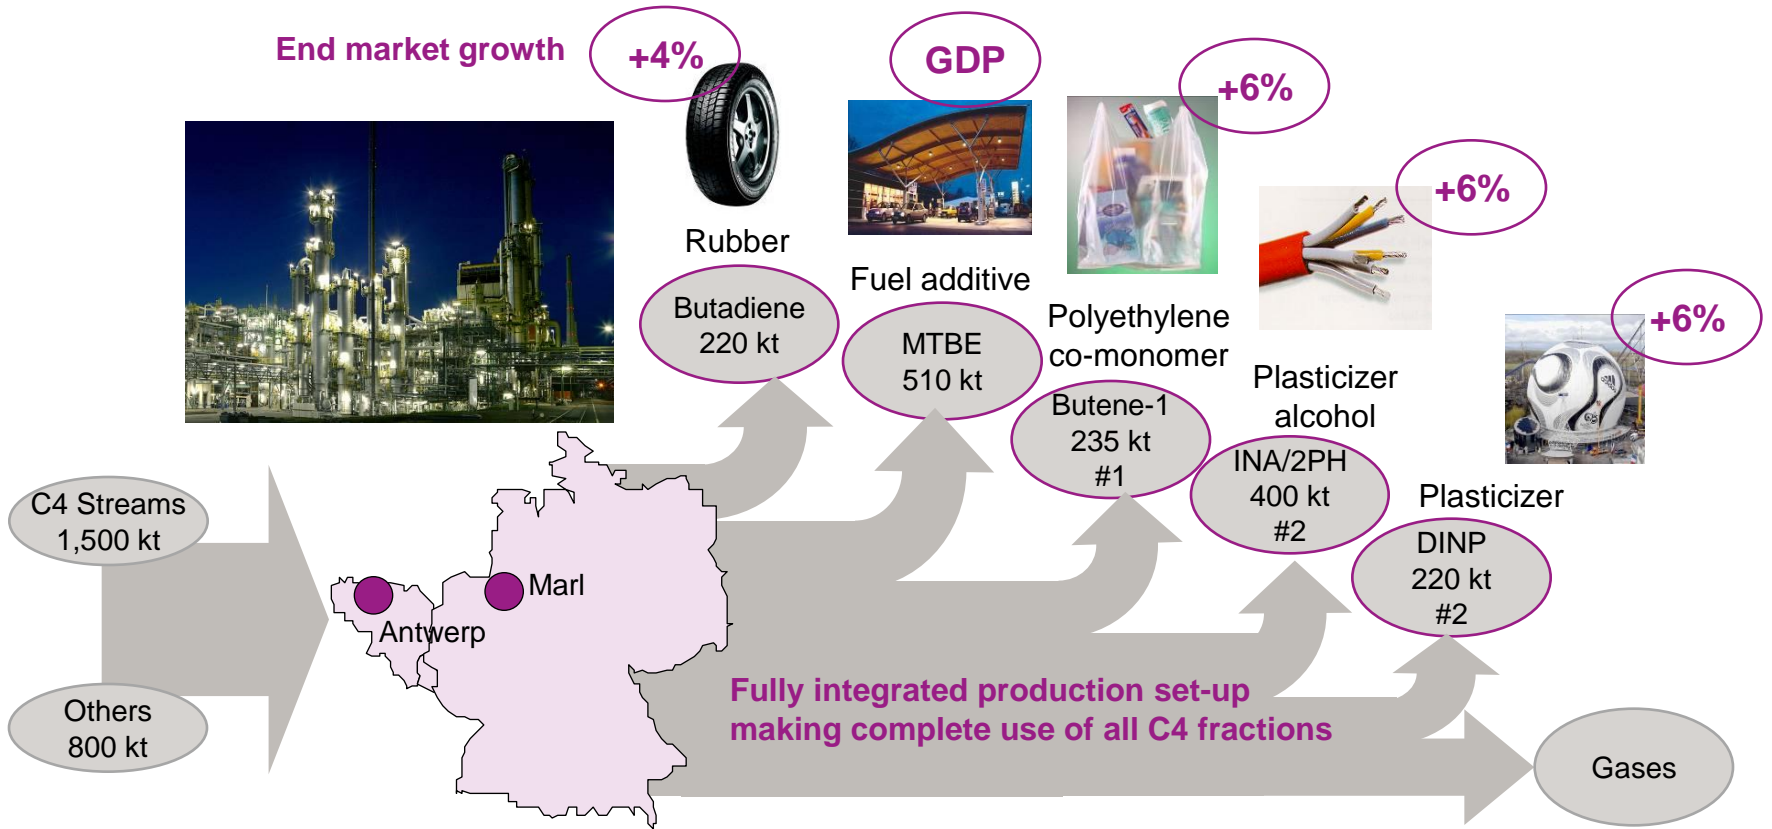 End market growth
+4%
GDP
+6%
+6%
+6%
Rubber
Butadiene
220 kt
Fuel additive
MTBE
510 kt
Polyethylene
co-monomer
Butene-1
235 kt
#1
Plasticizer
alcohol
INA/2PH
400 kt
#2
Plasticizer
DINP
220 kt
#2
C4 Streams
1,500 kt
Others
800 kt
Marl
Antwerp
Fully integrated production set-up
making complete use of all C4 fractions
Gases